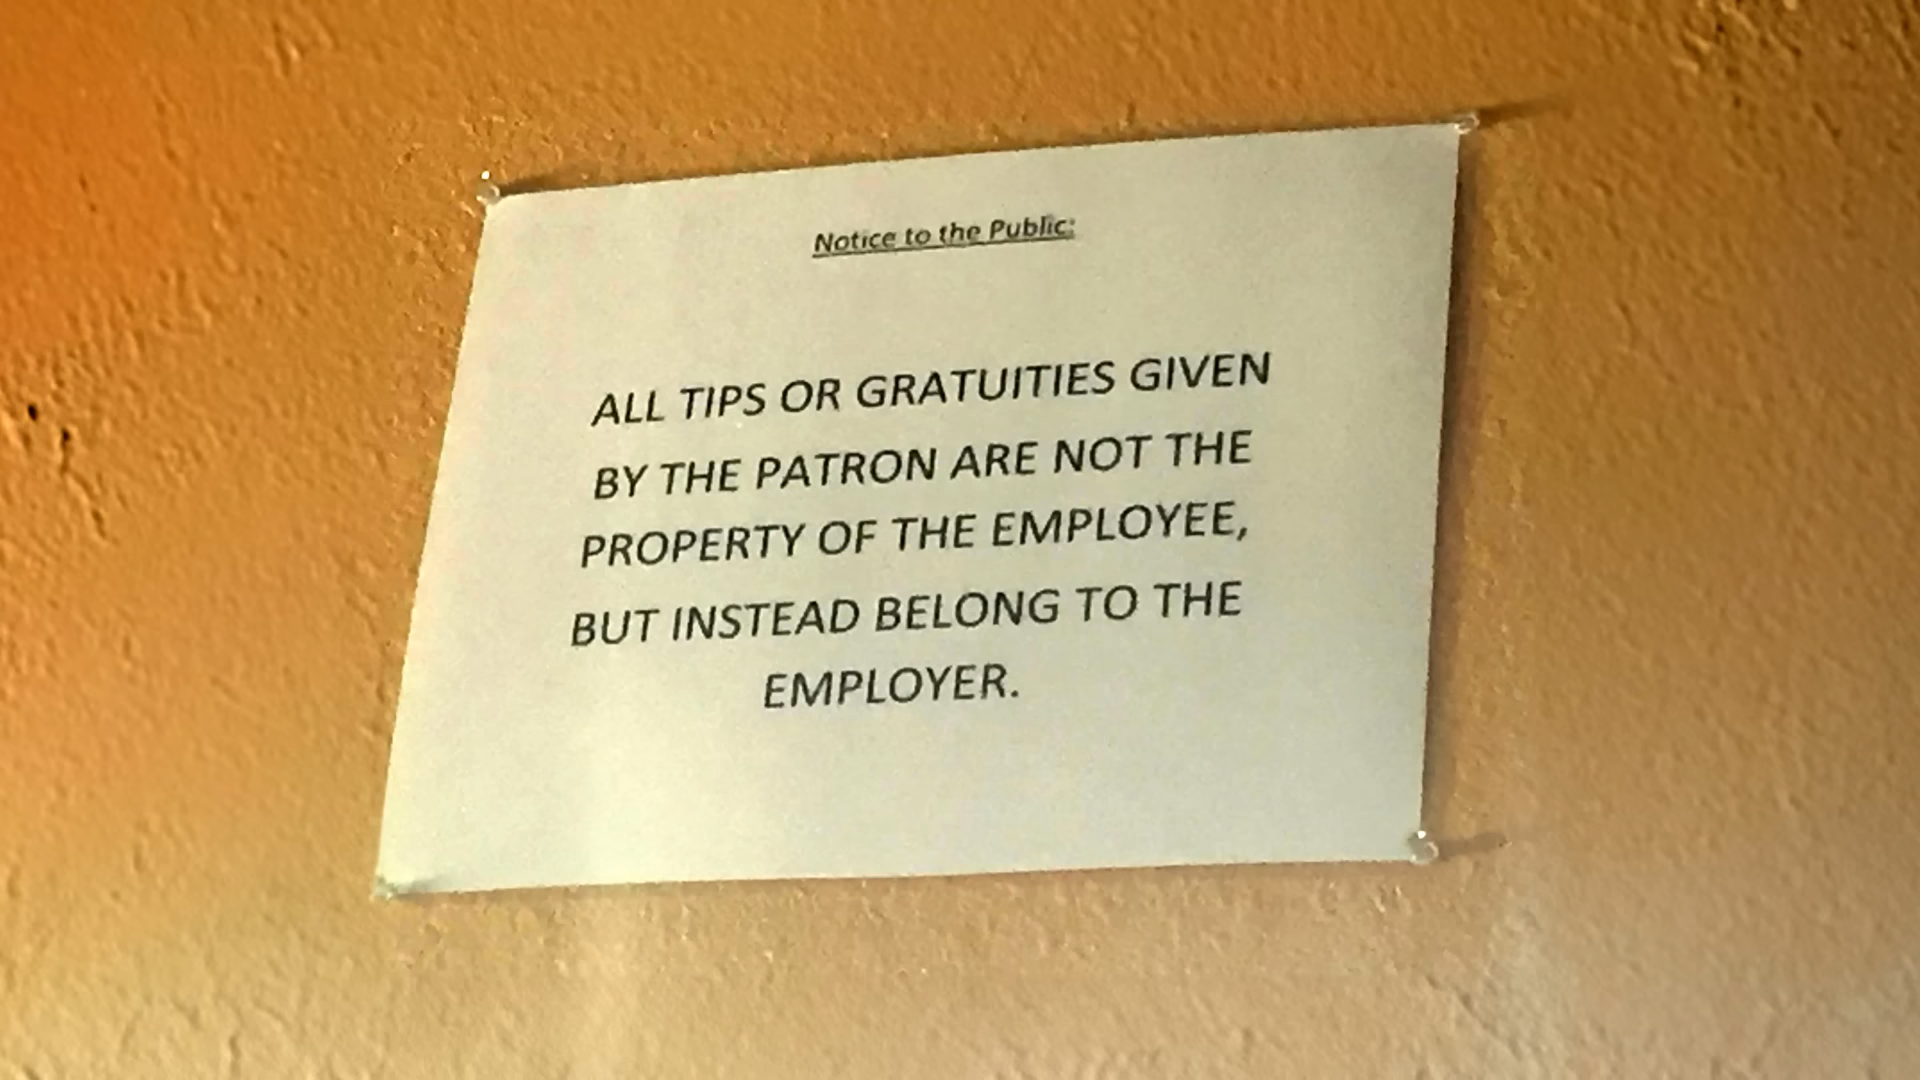 Notice to the Public:
ALL TIPS OR GRATUITIES GIVEN
BY THE PATRON ARE NOT THE
PROPERTY OF THE EMPLOYEE,
BUT INSTEAD BELONG TO THE
EMPLOYER.